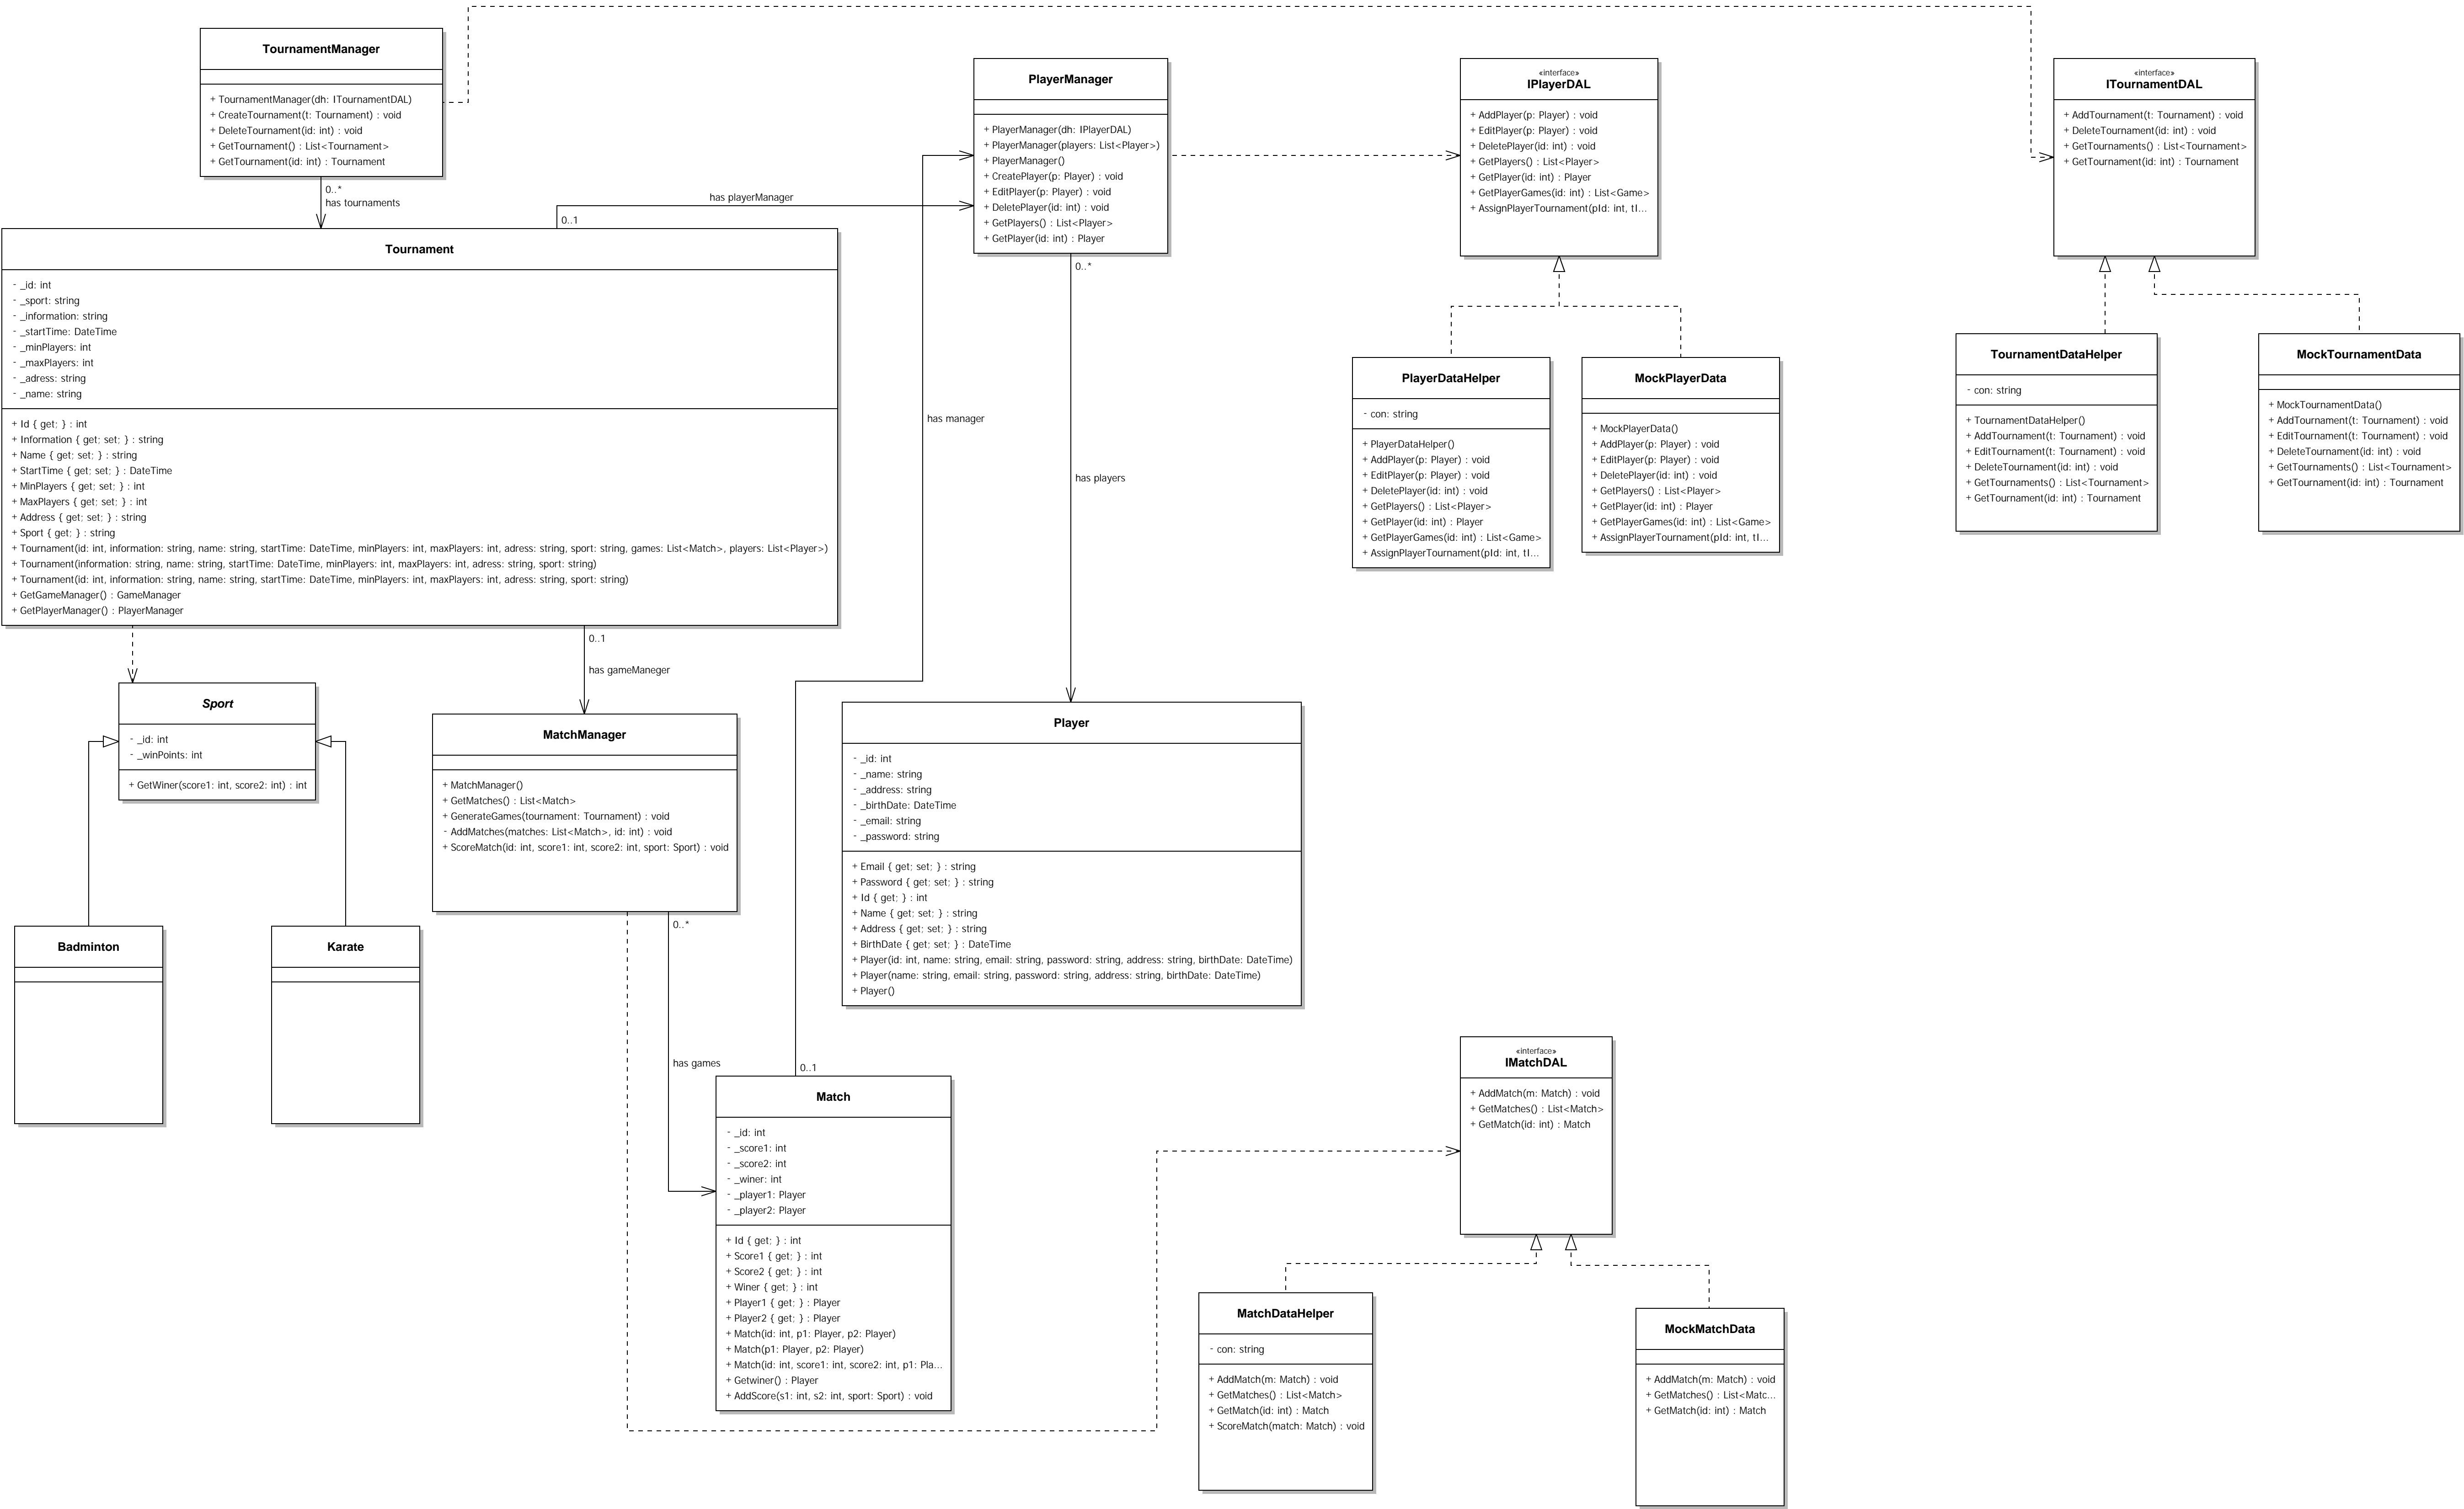 TournamentManager
+ TournamentManager(dh: ITournamentDAL)
+ CreateTournament(t: Tournament) : void
+ DeleteTournament(id: int) : void
+ GetTournament() : List<Tournament>
+ GetTournament(id: int) : Tournament
0..*
has tournaments
PlayerManager
+ PlayerManager(dh: IPlayerDAL)
+ PlayerManager(players: List<Player>)
+ PlayerManager()
+ CreatePlayer(p: Player) : void
+ EditPlayer(p: Player) : void
+ DeletePlayer(id: int) : void
+ GetPlayers() : List<Player>
+ GetPlayer(id: int) : Player
0..*
has playerManager
0..1
«interface»
IPlayerDAL
+ AddPlayer(p: Player) : void
+ EditPlayer(p: Player) : void
+ DeletePlayer(id: int) : void
+ GetPlayers() : List<Player>
+ GetPlayer(id: int) : Player
+ GetPlayerGames(id: int) : List<Game>
+ AssignPlayerTournament(pId: int, tI...
«interface»
ITournamentDAL
+ AddTournament(t: Tournament) : void
+ DeleteTournament(id: int) : void
+ GetTournaments() : List<Tournament>
+ GetTournament(id: int) : Tournament
Tournament
- _id: int
- _sport: string
- _information: string
- _startTime: DateTime
- _minPlayers: int
- _maxPlayers: int
- _adress: string
- _name: string
+ Id { get; } : int
+ Information { get; set; } : string
+ Name { get; set; } : string
+ StartTime { get; set; } : DateTime
+ MinPlayers { get; set; } : int
+ MaxPlayers { get; set; } : int
+ Address { get; set; } : string
+ Sport { get; } : string
+ Tournament(id: int, information: string, name: string, startTime: DateTime, minPlayers: int, maxPlayers: int, adress: string, sport: string, games: List<Match>, players: List<Player>)
+ Tournament(information: string, name: string, startTime: DateTime, minPlayers: int, maxPlayers: int, adress: string, sport: string)
+ Tournament(id: int, information: string, name: string, startTime: DateTime, minPlayers: int, maxPlayers: int, adress: string, sport: string)
+ GetGameManager() : GameManager
+ GetPlayerManager() : PlayerManager
has manager
has players
PlayerDataHelper
- con: string
+ PlayerDataHelper()
+ AddPlayer(p: Player) : void
+ EditPlayer(p: Player) : void
+ DeletePlayer(id: int) : void
+ GetPlayers() : List<Player>
+ GetPlayer(id: int) : Player
+ GetPlayerGames(id: int) : List<Game>
+ AssignPlayerTournament(pId: int, tI...
MockPlayerData
+ MockPlayerData()
+ AddPlayer(p: Player) : void
+ EditPlayer(p: Player) : void
+ DeletePlayer(id: int) : void
+ GetPlayers() : List<Player>
+ GetPlayer(id: int) : Player
+ GetPlayerGames(id: int) : List<Game>
+ AssignPlayerTournament(pId: int, tI...
TournamentDataHelper
- con: string
+ TournamentDataHelper()
+ AddTournament(t: Tournament) : void
+ EditTournament(t: Tournament) : void
+ DeleteTournament(id: int) : void
+ GetTournaments() : List<Tournament>
+ GetTournament(id: int) : Tournament
MockTournamentData
+ MockTournamentData()
+ AddTournament(t: Tournament) : void
+ EditTournament(t: Tournament) : void
+ DeleteTournament(id: int) : void
+ GetTournaments() : List<Tournament>
+ GetTournament(id: int) : Tournament
0..1
has gameManeger
Sport
- _id: int
- _winPoints: int
+ GetWiner(score1: int, score2: int) : int
MatchManager
+ MatchManager()
+ GetMatches() : List<Match>
+ GenerateGames(tournament: Tournament) : void
- AddMatches(matches: List<Match>, id: int) : void
+ ScoreMatch(id: int, score1: int, score2: int, sport: Sport) : void
0..*
has games
Player
- _id: int
- _name: string
- _address: string
- _birthDate: DateTime
- _email: string
- _password: string
+ Email { get; set; } : string
+ Password { get; set; } : string
+ Id { get; } : int
+ Name { get; set; } : string
+ Address { get; set; } : string
+ BirthDate { get; set; } : DateTime
+ Player(id: int, name: string, email: string, password: string, address: string, birthDate: DateTime)
+ Player(name: string, email: string, password: string, address: string, birthDate: DateTime)
+ Player()
Badminton
Karate
0..1
Match
- _id: int
- _score1: int
- _score2: int
- _winer: int
- _player1: Player
- _player2: Player
+ Id { get; } : int
+ Score1 { get; } : int
+ Score2 { get; } : int
+ Winer { get; } : int
+ Player1 { get; } : Player
+ Player2 { get; } : Player
+ Match(id: int, p1: Player, p2: Player)
+ Match(p1: Player, p2: Player)
+ Match(id: int, score1: int, score2: int, p1: Pla...
+ Getwiner() : Player
+ AddScore(s1: int, s2: int, sport: Sport) : void
«interface»
IMatchDAL
+ AddMatch(m: Match) : void
+ GetMatches() : List<Match>
+ GetMatch(id: int) : Match
MatchDataHelper
- con: string
+ AddMatch(m: Match) : void
+ GetMatches() : List<Match>
+ GetMatch(id: int) : Match
+ ScoreMatch(match: Match) : void
MockMatchData
+ AddMatch(m: Match) : void
+ GetMatches() : List<Matc...
+ GetMatch(id: int) : Match